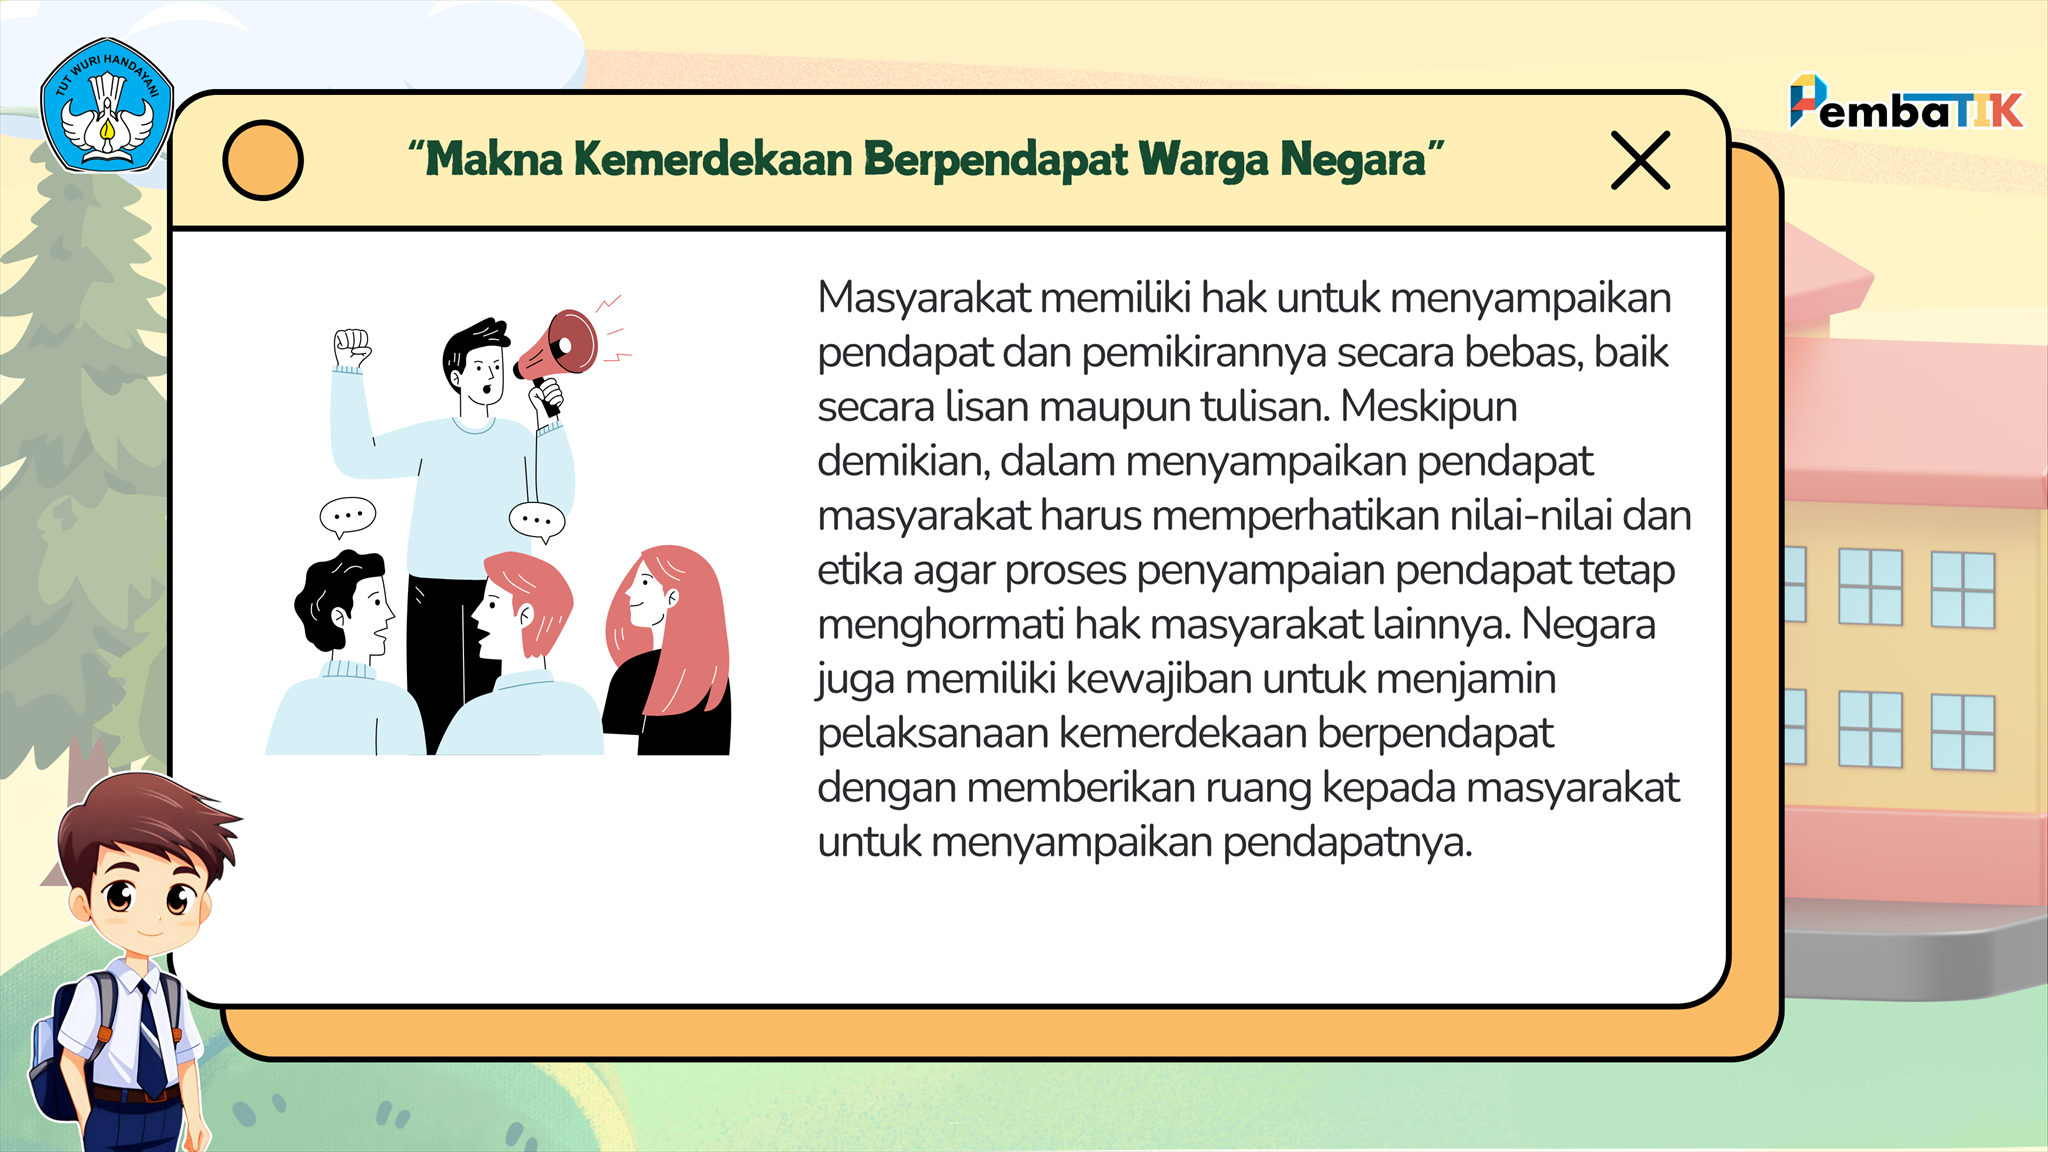 TUT WURI HANDAYANI
PembaTIK
“Makna Kemerdekaan Berpendapat Warga Negara”
Masyarakat memiliki hak untuk menyampaikan
pendapat dan pemikirannya secara bebas, baik
secara lisan maupun tulisan. Meskipun
demikian, dalam menyampaikan pendapat
masyarakat harus memperhatikan nilai-nilai dan
etika agar proses penyampaian pendapat tetap
menghormati hak masyarakat lainnya. Negara
juga memiliki kewajiban untuk menjamin
pelaksanaan kemerdekaan berpendapat
dengan memberikan ruang kepada masyarakat
untuk menyampaikan pendapatnya.